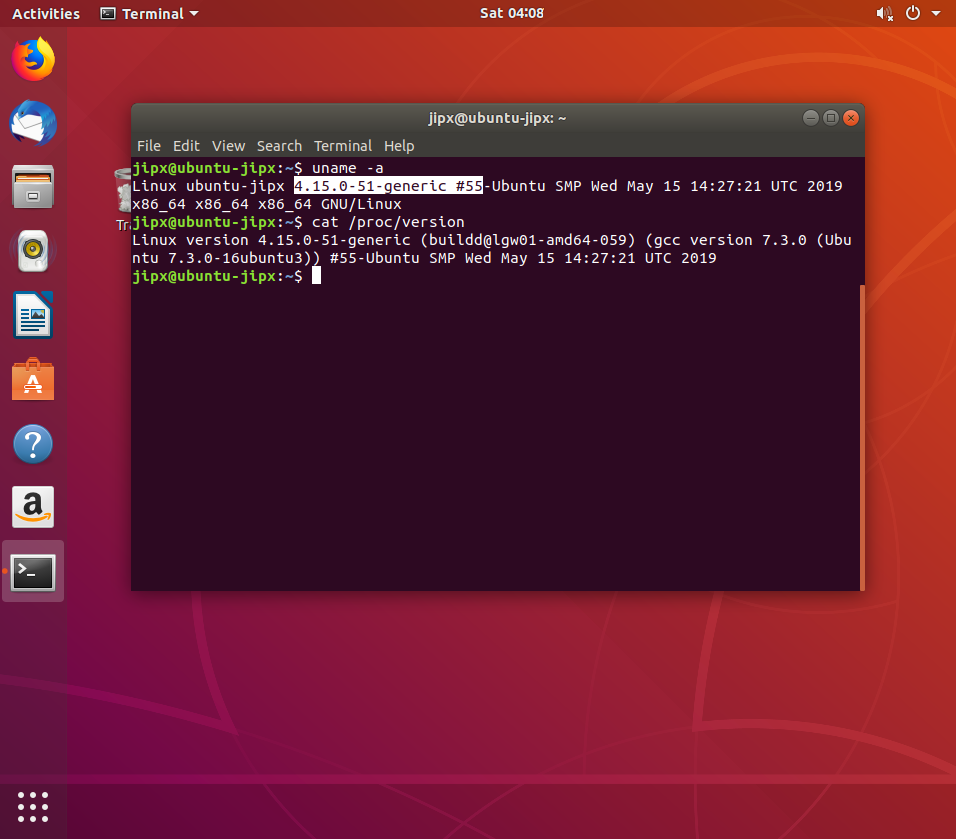 Activities Terminal Sat 04:08
jipx@ubuntu-jipx: ~
File Edit View Search Terminal Help
jipx@ubuntu-jipx:~$ uname -a
Linux ubuntu-jipx 4.15.0-51-generic #55-Ubuntu SMP Wed May 15 14:27:21 UTC 2019
x86_64 x86_64 x86_64 GNU/Linux
jipx@ubuntu-jipx:~$ cat /proc/version
Linux version 4.15.0-51-generic (buildd@lgw01-amd64-059) (gcc version 7.3.0 (Ubu
ntu 7.3.0-16ubuntu3)) #55-Ubuntu SMP Wed May 15 14:27:21 UTC 2019
jipx@ubuntu-jipx:~$